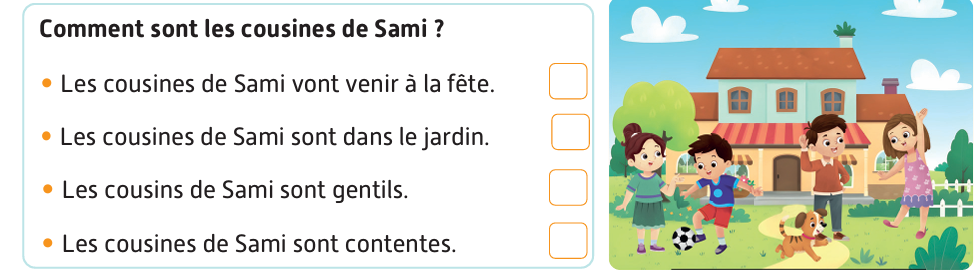 Comment sont les cousines de Sami ?
• Les cousines de Sami vont venir à la fête.
• Les cousines de Sami sont dans le jardin.
• Les cousins de Sami sont gentils.
• Les cousines de Sami sont contentes.